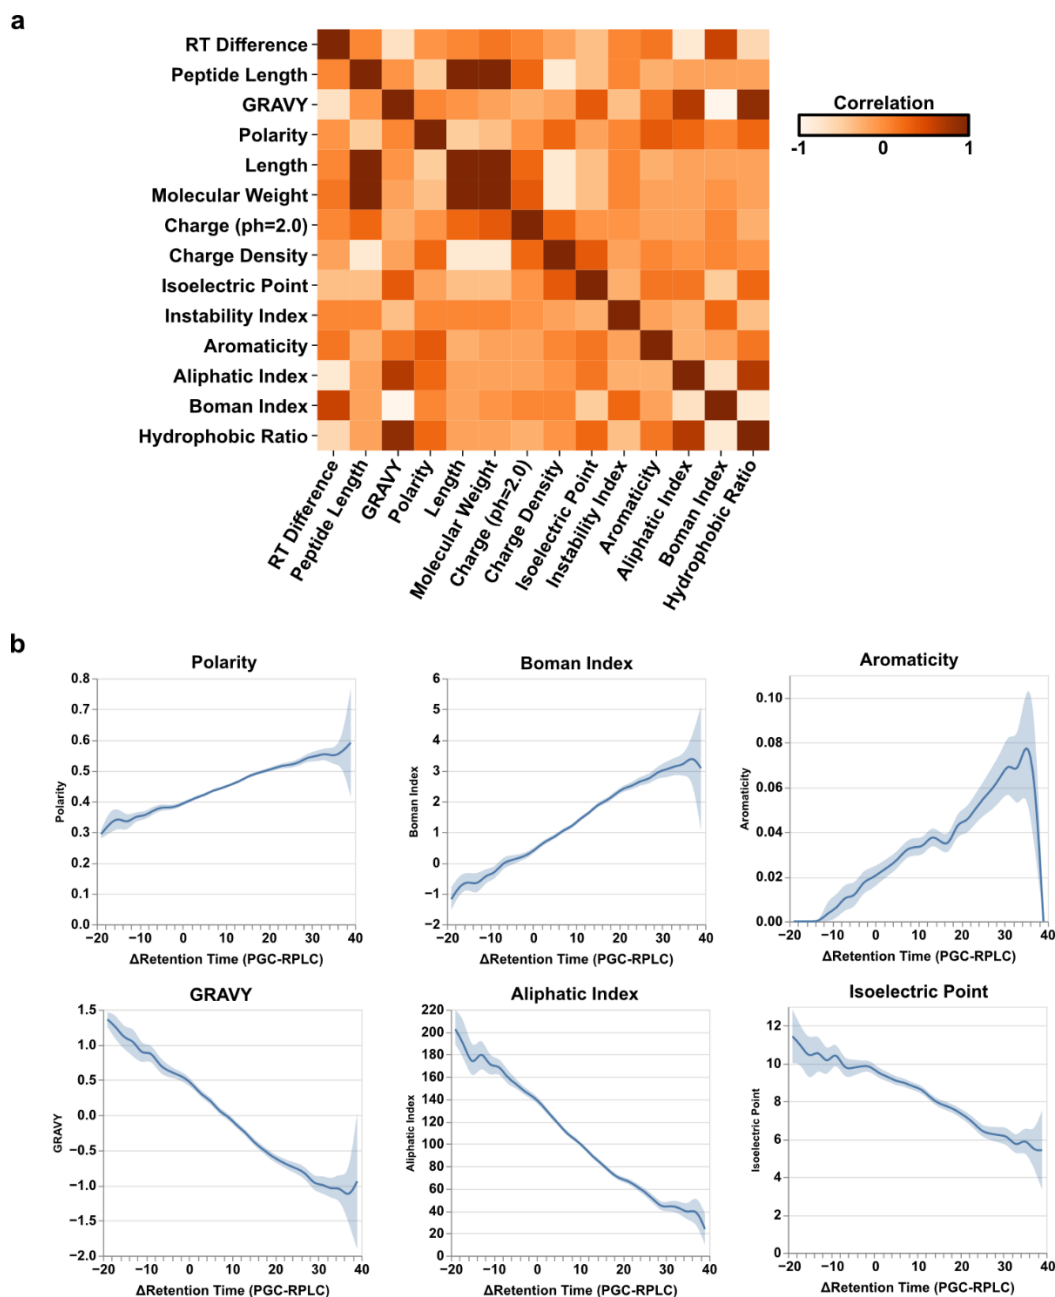 a
RT Difference
Peptide Length
GRAVY
Polarity
Length
Molecular Weight
Charge (ph=2.0)
Charge Density
Isoelectric Point
Instability Index
Aromaticity
Aliphatic Index
Boman Index
Hydrophobic Ratio
Correlation
-1 0 1
RT Difference
Peptide Length
GRAVY
Polarity
Length
Molecular Weight
Charge (ph=2.0)
Charge Density
Isoelectric Point
Instability Index
Aromaticity
Aliphatic Index
Boman Index
Hydrophobic Ratio
b
Polarity
0.8
0.7
0.6
0.5
0.4
0.3
0.2
0.1
0.0
Polarity
−20 −10 0 10 20 30 40
ΔRetention Time (PGC-RPLC)
Boman Index
6
5
4
3
2
1
0
−1
−2
Boman Index
−20 −10 0 10 20 30 40
ΔRetention Time (PGC-RPLC)
Aromaticity
0.10
0.08
0.06
0.04
0.02
0.00
Aromaticity
−20 −10 0 10 20 30 40
ΔRetention Time (PGC-RPLC)
GRAVY
1.5
1.0
0.5
0.0
−0.5
−1.0
−1.5
−2.0
GRAVY
−20 −10 0 10 20 30 40
ΔRetention Time (PGC-RPLC)
Aliphatic Index
220
200
180
160
140
120
100
80
60
40
20
0
Aliphatic Index
−20 −10 0 10 20 30 40
ΔRetention Time (PGC-RPLC)
Isoelectric Point
12
10
8
6
4
2
0
Isoelectric Point
−20 −10 0 10 20 30 40
ΔRetention Time (PGC-RPLC)